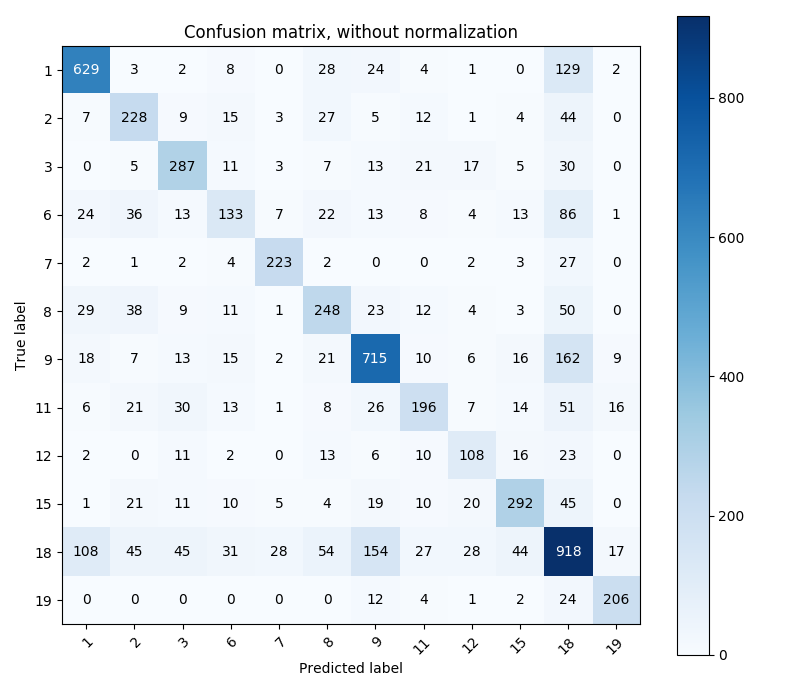 Confusion matrix, without normalization
1 629 3 2 8 0 28 24 4 1 0 129 2
2 7 228 9 15 3 27 5 12 1 4 44 0
3 0 5 287 11 3 7 13 21 17 5 30 0
6 24 36 13 133 7 22 13 8 4 13 86 1
7 2 1 2 4 223 2 0 0 2 3 27 0
8 29 38 9 11 1 248 23 12 4 3 50 0
9 18 7 13 15 2 21 715 10 6 16 162 9
11 6 21 30 13 1 8 26 196 7 14 51 16
12 2 0 11 2 0 13 6 10 108 16 23 0
15 1 21 11 10 5 4 19 10 20 292 45 0
18 108 45 45 31 28 54 154 27 28 44 918 17
19 0 0 0 0 0 0 12 4 1 2 24 206
1 2 3 6 7 8 9 11 12 15 18 19
Predicted label
True label
800
600
400
200
0